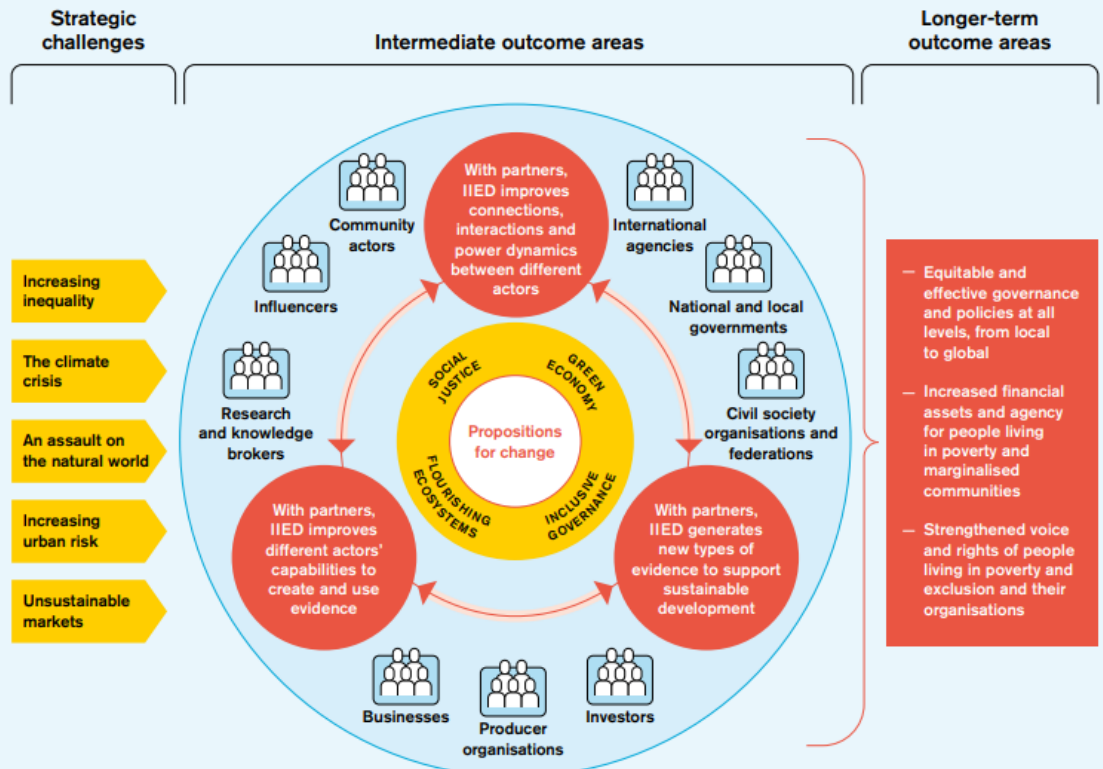 Strategic
challenges
Intermediate outcome areas
Longer-term
outcome areas
Increasing
inequality
The climate
crisis
An assault on
the natural world
Increasing
urban risk
Unsustainable
markets
With partners,
IIED improves
connections,
interactions and
power dynamics
between different
actors
Community
actors
Influencers
Research
and knowledge
brokers
International
agencies
National and local
governments
Civil society
organisations and
federations
SOCIAL
JUSTICE
GREEN
ECONOMY
Propositions
for change
FLOURISHING
ECOSYSTEMS
INCLUSIVE
GOVERNANCE
With partners,
IIED improves
different actors’
capabilities to
create and use
evidence
With partners,
IIED generates
new types of
evidence to support
sustainable
development
Businesses
Producer
organisations
Investors
— Equitable and
effective governance
and policies at all
levels, from local
to global
— Increased financial
assets and agency
for people living
in poverty and
marginalised
communities
— Strengthened voice
and rights of people
living in poverty and
exclusion and their
organisations